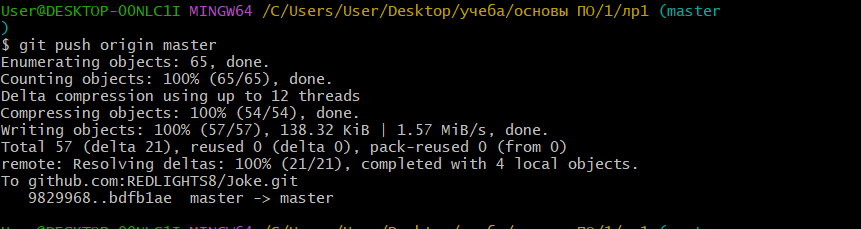 User@DESKTOP-00NLC1I MINGW64 /C/Users/User/Desktop/учеба/основы ПО/1/лр1 (master
)
$ git push origin master
Enumerating objects: 65, done.
Counting objects: 100% (65/65), done.
Delta compression using up to 12 threads
Compressing objects: 100% (54/54), done.
Writing objects: 100% (57/57), 138.32 KiB | 1.57 MiB/s, done.
Total 57 (delta 21), reused 0 (delta 0), pack-reused 0 (from 0)
remote: Resolving deltas: 100% (21/21), completed with 4 local objects.
To github.com:REDLIGHTS8/Joke.git
   9829968..bdfb1ae  master -> master